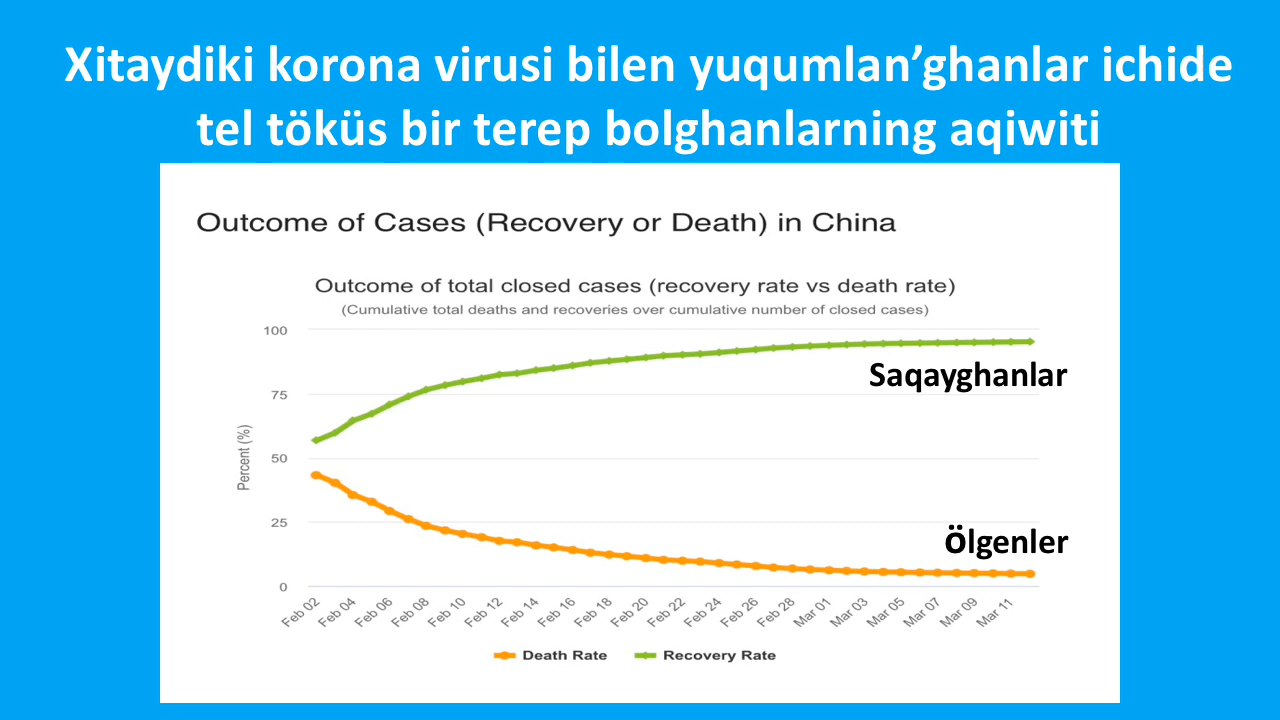 Xitaydiki korona virusi bilen yuqumlan’ghanlar ichide
tel töküs bir terep bolghanlarning aqiwiti
Outcome of Cases (Recovery or Death) in China
Outcome of total closed cases (recovery rate vs death rate)
(Cumulative total deaths and recoveries over cumulative number of closed cases)
100
Saqayghanlar
75
Percent (%)
50
25
Ölgenler
0
Feb 02 Feb 04 Feb 06 Feb 08 Feb 10 Feb 12 Feb 14 Feb 16 Feb 18 Feb 20 Feb 22 Feb 24 Feb 26 Feb 28 Mar 01 Mar 03 Mar 05 Mar 07 Mar 09 Mar 11
Death Rate Recovery Rate